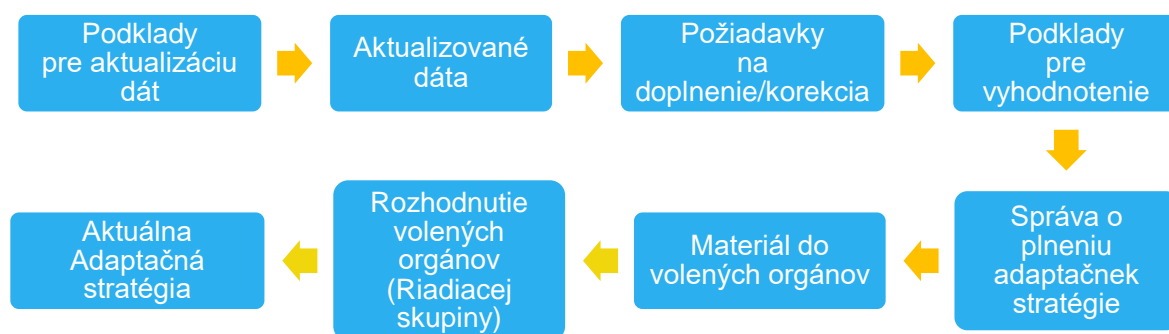 Podklady
pre aktualizáciu
dát
Aktualizované
dáta
Požiadavky
na
doplnenie/korekcia
Podklady
pre
vyhodnotenie
Správa o
plneniu
adaptačnek
stratégie
Materiál do
volených orgánov
Rozhodnutie
volených
orgánov
(Riadiacej
skupiny)
Aktuálna
Adaptačná
stratégia